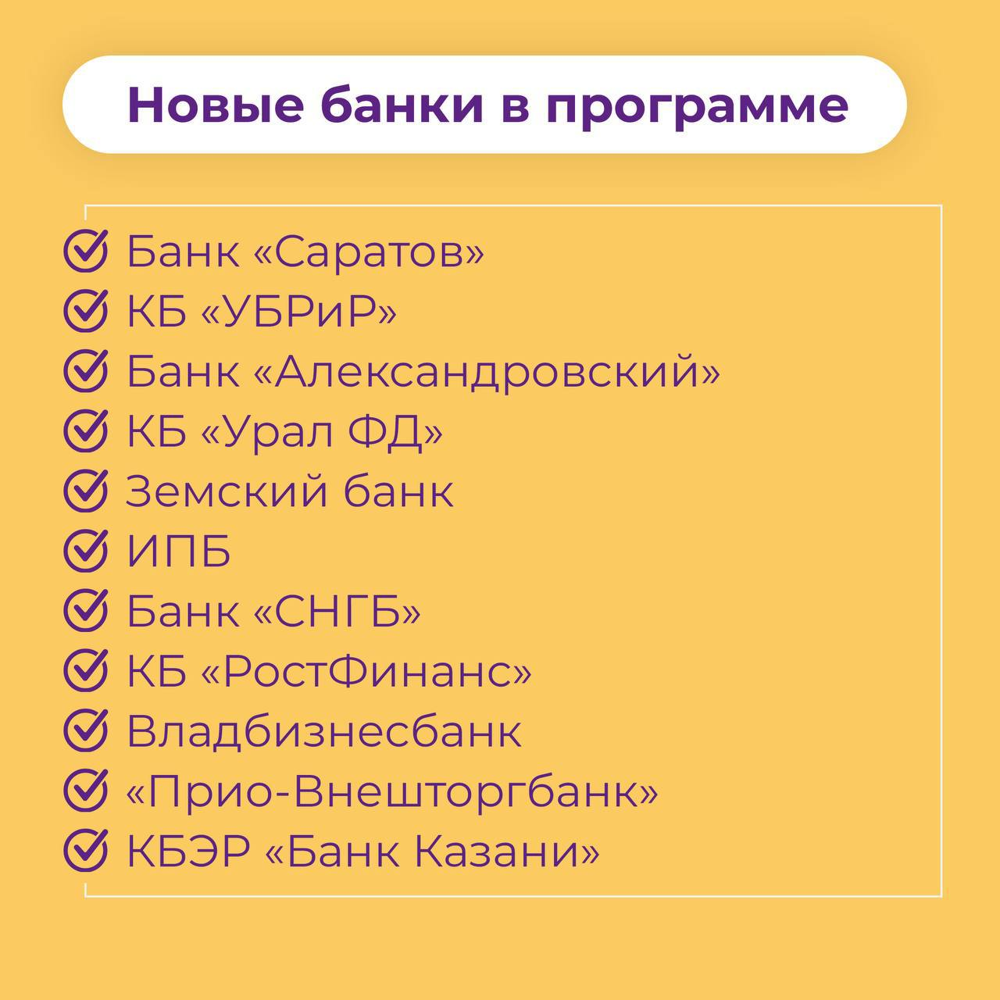 Новые банки в программе
Банк «Саратов»
КБ «УБРиР»
Банк «Александровский»
КБ «Урал ФД»
Земский банк
ИПБ
Банк «СНГБ»
КБ «РостФинанс»
Владбизнесбанк
«Прио-Внешторгбанк»
КБЭР «Банк Казани»